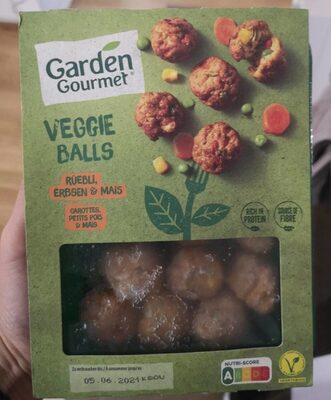 Garden
Gourmet®
VEGGIE
BALLS
RÜEBLI,
ERBSEN & MAIS
CAROTTES,
PETITS POIS
& MAÏS
RICH IN
PROTEIN
SOURCE OF
FIBRE
05.06.2021
NUTRI-SCORE
A